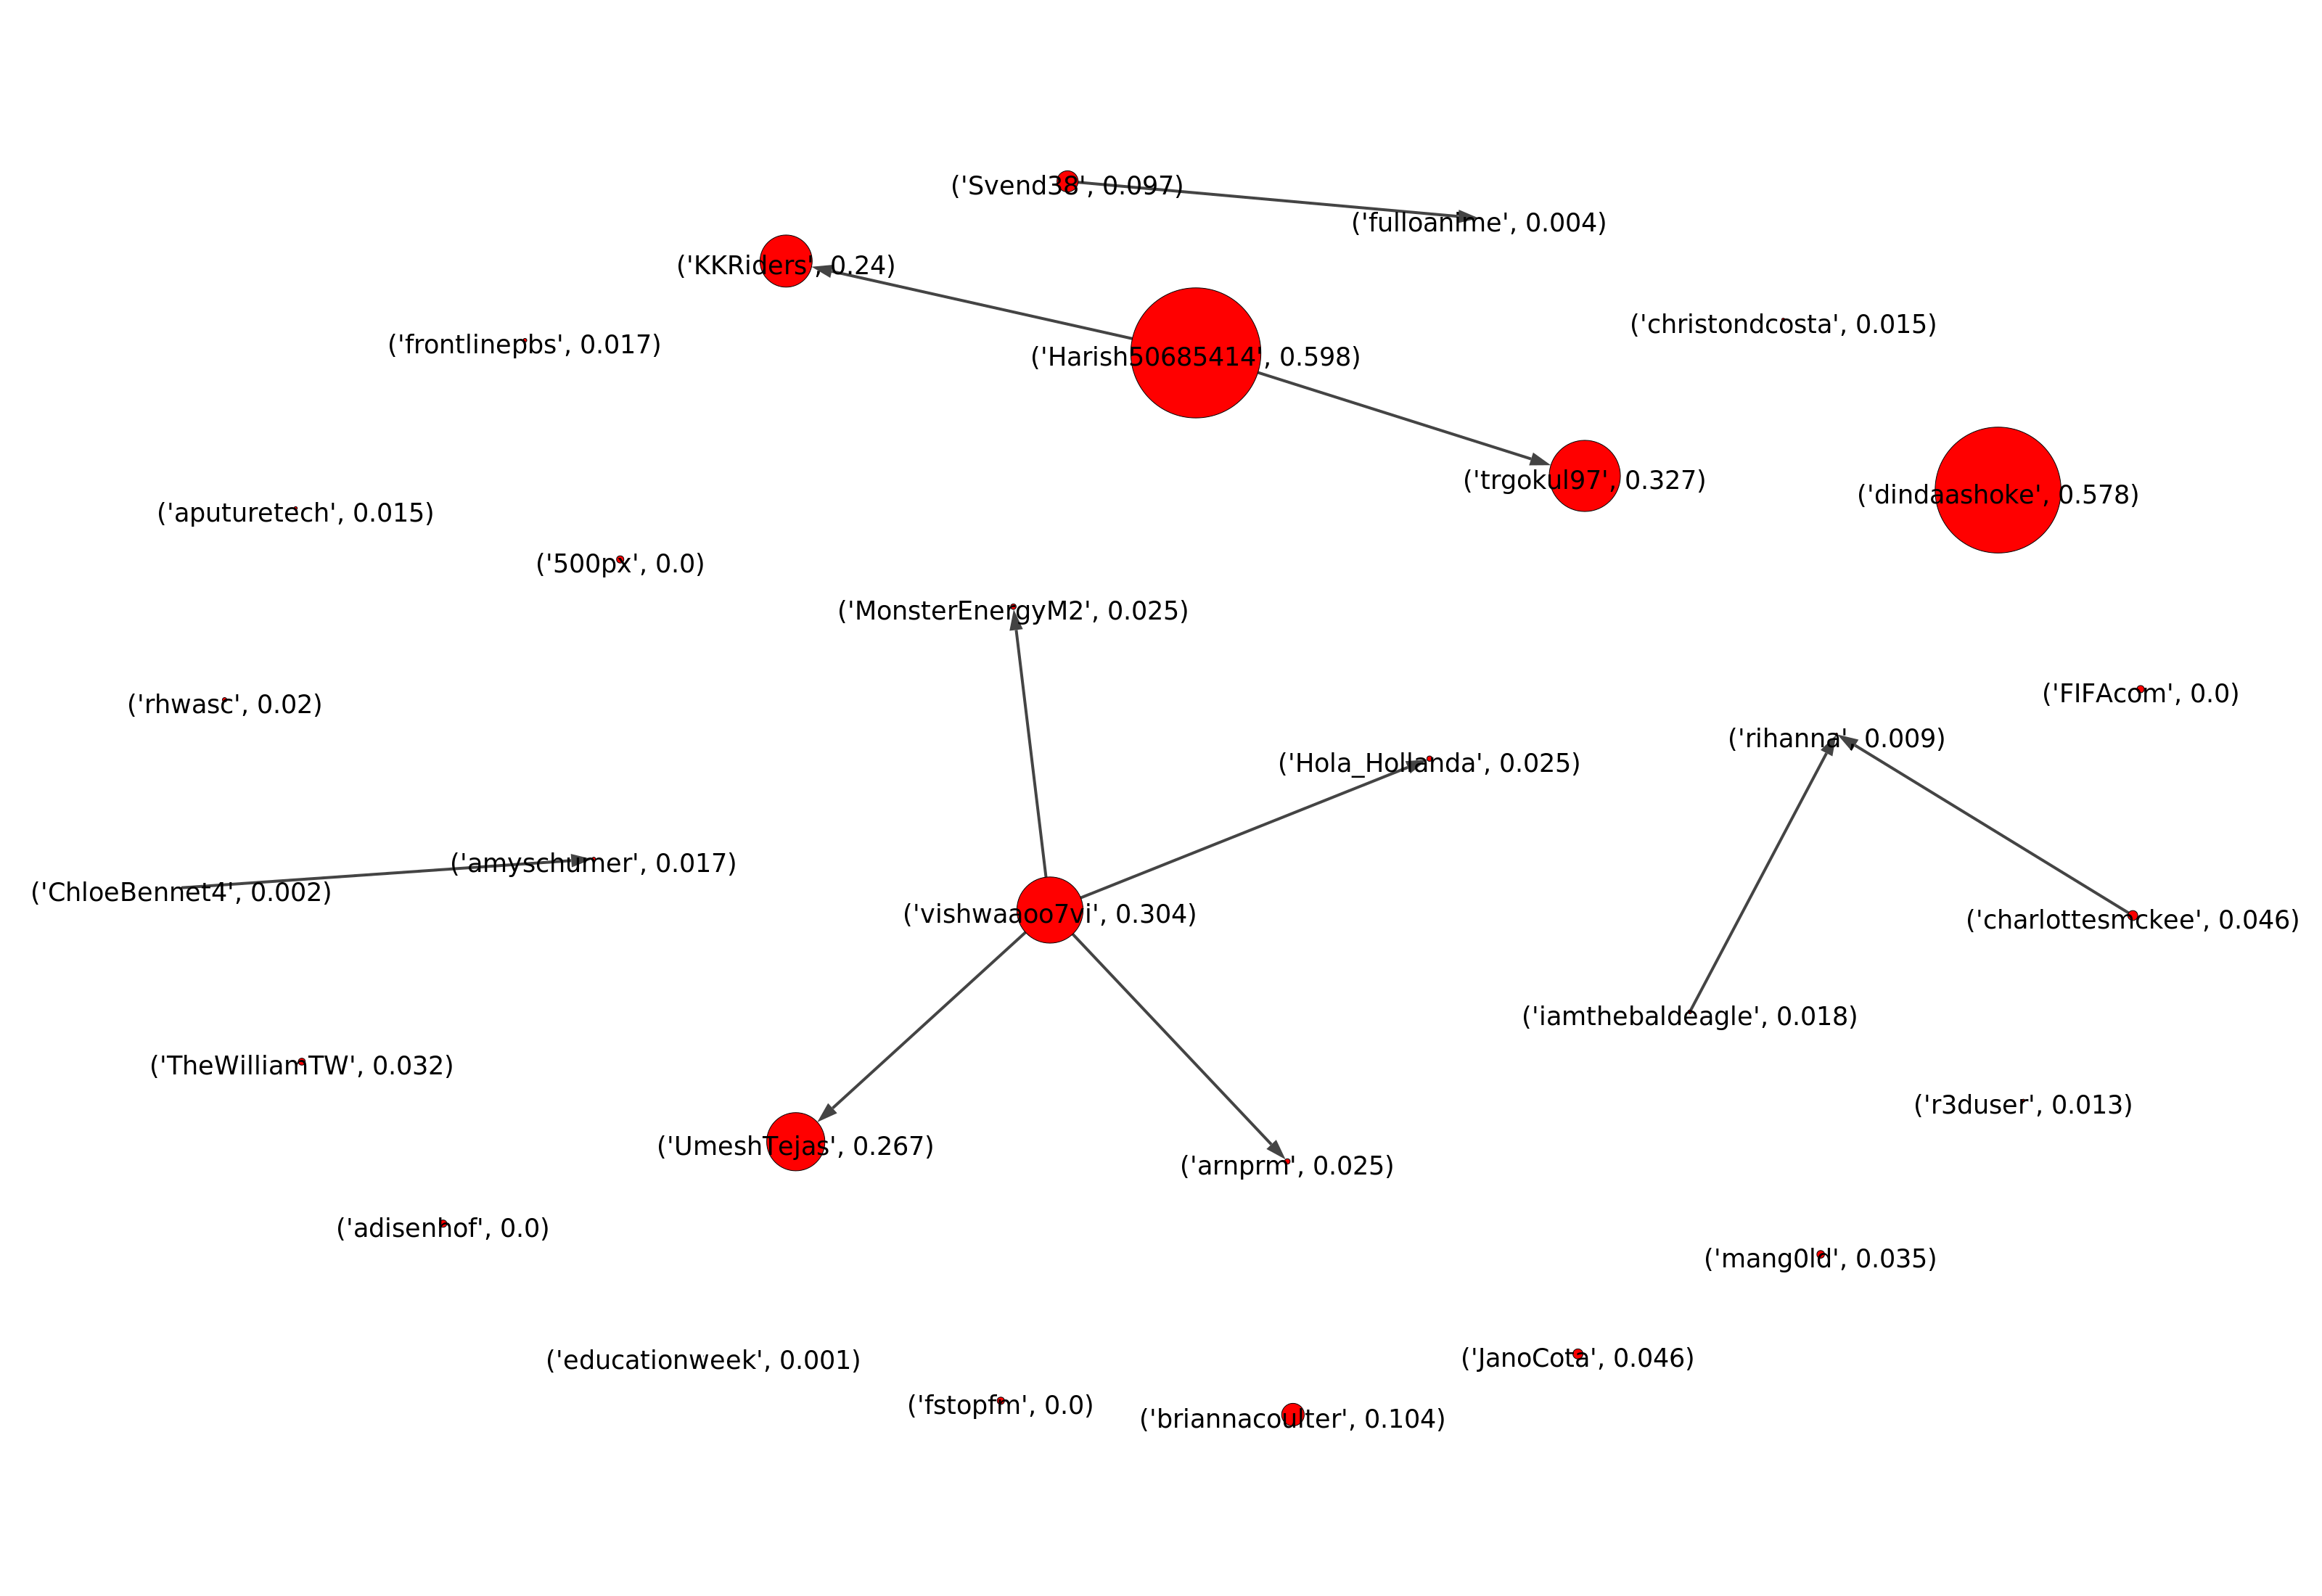 ('Svend38', 0.097)
('fulloanime', 0.004)
('KKRiders', 0.24)
('christondcosta', 0.015)
('frontlinepbs', 0.017)
('Harish50685414', 0.598)
('trgokul97', 0.327)
('dindaashoke', 0.578)
('aputuretech', 0.015)
('500px', 0.0)
('MonsterEnergyM2', 0.025)
('FIFAcom', 0.0)
('rhwasc', 0.02)
('rihanna', 0.009)
('Hola_Hollanda', 0.025)
('amyschumer', 0.017)
('ChloeBennet4', 0.002)
('vishwaaoo7vi', 0.304)
('charlottesmckee', 0.046)
('iamthebaldeagle', 0.018)
('TheWilliamTW', 0.032)
('r3duser', 0.013)
('UmeshTejas', 0.267)
('arnprm', 0.025)
('adisenhof', 0.0)
('mang0ld', 0.035)
('educationweek', 0.001)
('JanoCota', 0.046)
('fstopfm', 0.0)
('briannacoulter', 0.104)